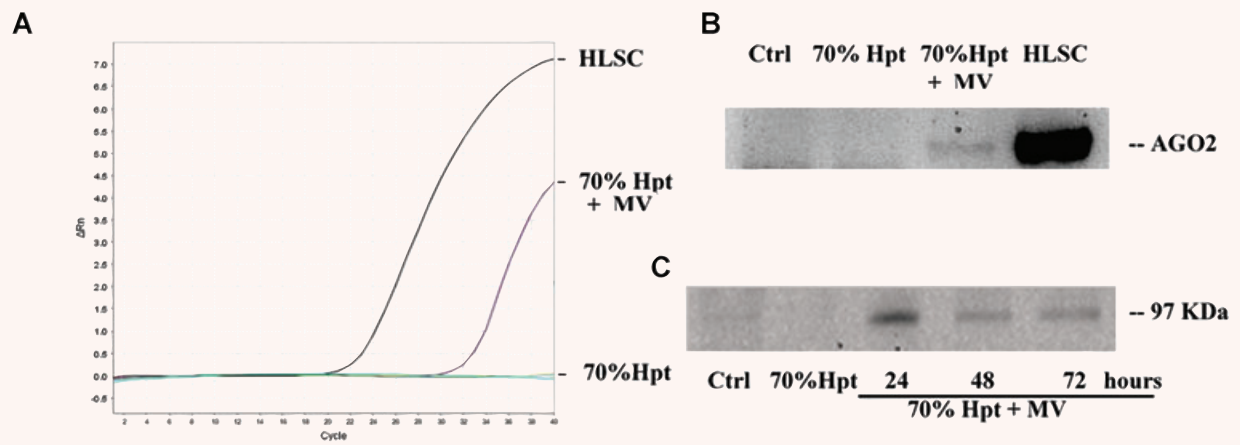 A
7.0
6.5
6.0
5.5
5.0
4.5
4.0
3.5
3.0
2.5
2.0
1.5
1.0
0.5
0.0
-0.5
ΔRn
2 4 6 8 10 12 14 16 18 20 22 24 26 28 30 32 34 36 38 40
Cycle
HLSC
70% Hpt
+ MV
70%Hpt
B
Ctrl 70% Hpt 70%Hpt HLSC
+ MV
-- AGO2
C
-- 97 KDa
Ctrl 70%Hpt 24 48 72 hours
70% Hpt + MV